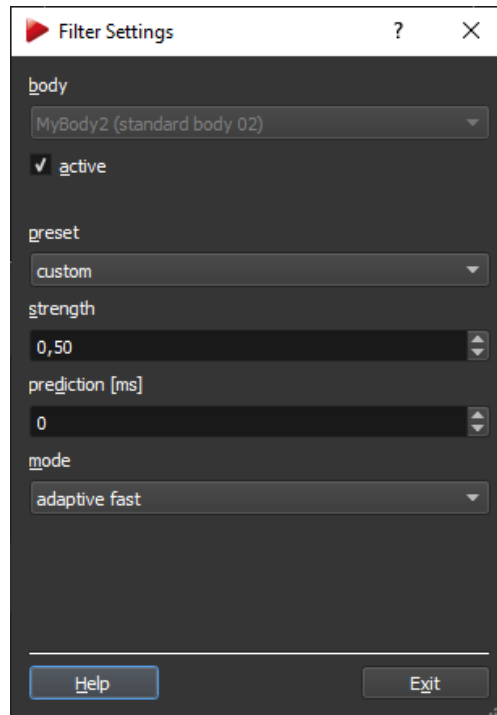 Filter Settings
?
body
MyBody2 (standard body 02)
active
preset
custom
strength
0,50
prediction [ms]
0
mode
adaptive fast
Help
Exit